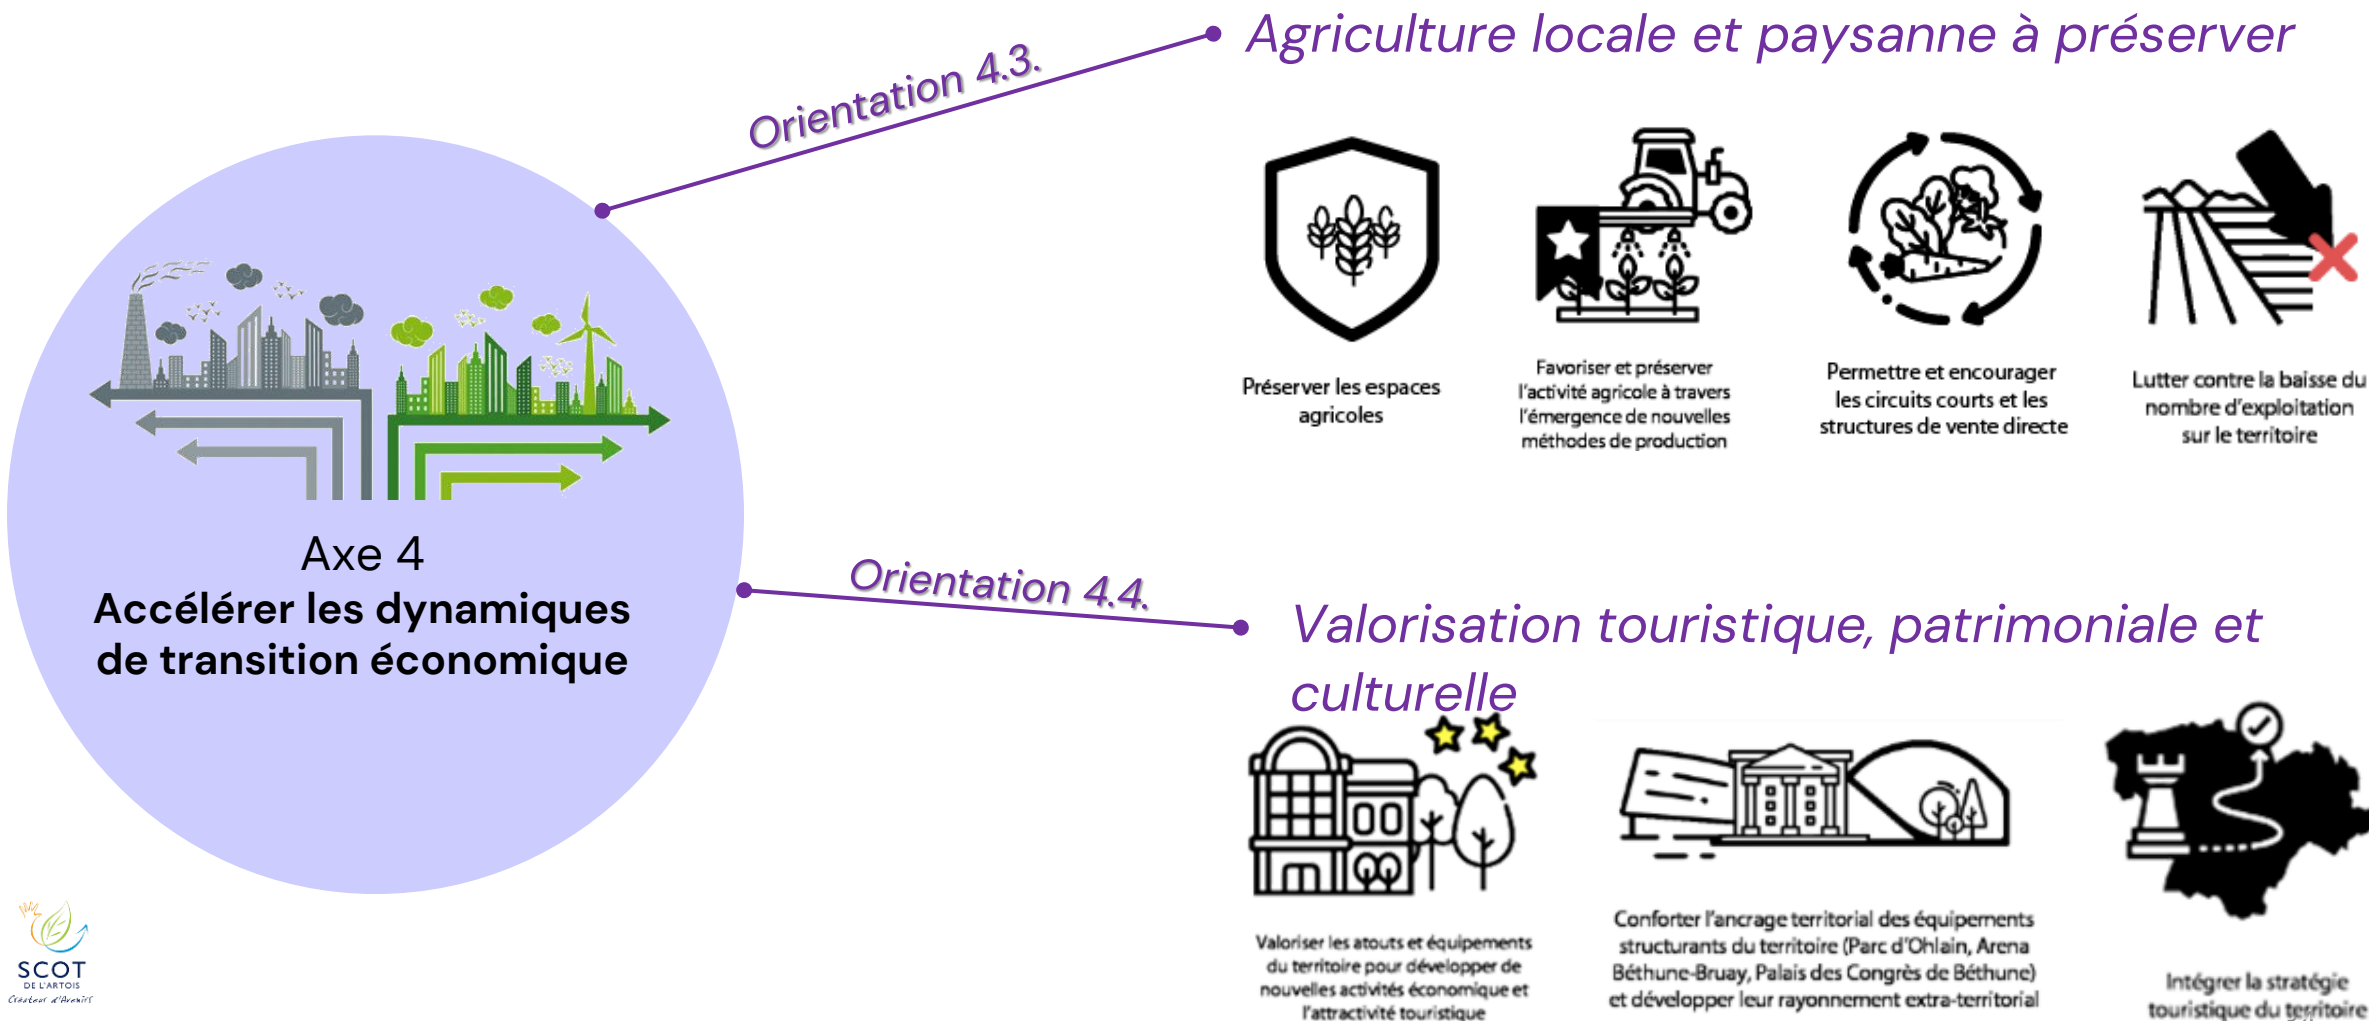 Orientation 4.3.
Agriculture locale et paysanne à préserver
Préserver les espaces
agricoles
Favoriser et préserver
l'activité agricole à travers
l'émergence de nouvelles
méthodes de production
Permettre et encourager
les circuits courts et les
structures de vente directe
Lutter contre la baisse du
nombre d'exploitation
sur le territoire
Axe 4
Accélérer les dynamiques
de transition économique
Orientation 4.4.
Valorisation touristique, patrimoniale et
culturelle
Valoriser les atouts et équipements
du territoire pour développer de
nouvelles activités économique et
l'attractivité touristique
Conforter l'ancrage territorial des équipements
structurants du territoire (Parc d'Ohlain, Arena
Béthune-Bruay, Palais des Congrès de Béthune)
et développer leur rayonnement extra-territorial
Intégrer la stratégie
touristique du territoire
SCOT
DE L'ARTOIS
Créateur d'Avenirs